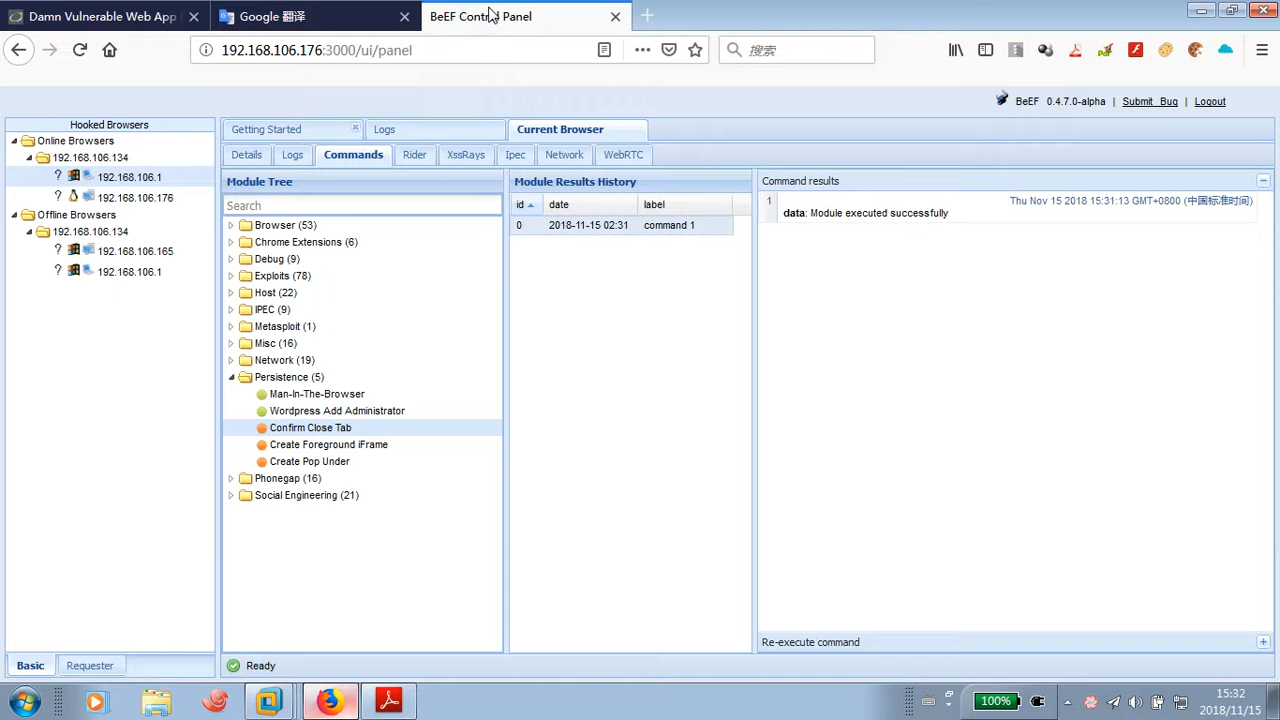 Damn Vulnerable Web App
Google 翻译
BeEF Control Panel
192.168.106.176:3000/ui/panel
搜索
BeEF 0.4.7.0-alpha | Submit Bug | Logout
Hooked Browsers
Online Browsers
192.168.106.134
? 192.168.106.1
? 192.168.106.176
Offline Browsers
192.168.106.134
? 192.168.106.165
? 192.168.106.1
Basic
Requester
Getting Started
Logs
Current Browser
Details
Logs
Commands
Rider
XssRays
Ipec
Network
WebRTC
Module Tree
Search
Browser (53)
Chrome Extensions (6)
Debug (9)
Exploits (78)
Host (22)
IPEC (9)
Metasploit (1)
Misc (16)
Network (19)
Persistence (5)
Man-In-The-Browser
Wordpress Add Administrator
Confirm Close Tab
Create Foreground iFrame
Create Pop Under
Phonegap (16)
Social Engineering (21)
Module Results History
id date label
0 2018-11-15 02:31 command 1
Command results
1 Thu Nov 15 2018 15:31:13 GMT+0800 (中国标准时间)
data: Module executed successfully
Re-execute command
Ready
100%
15:32
2018/11/15